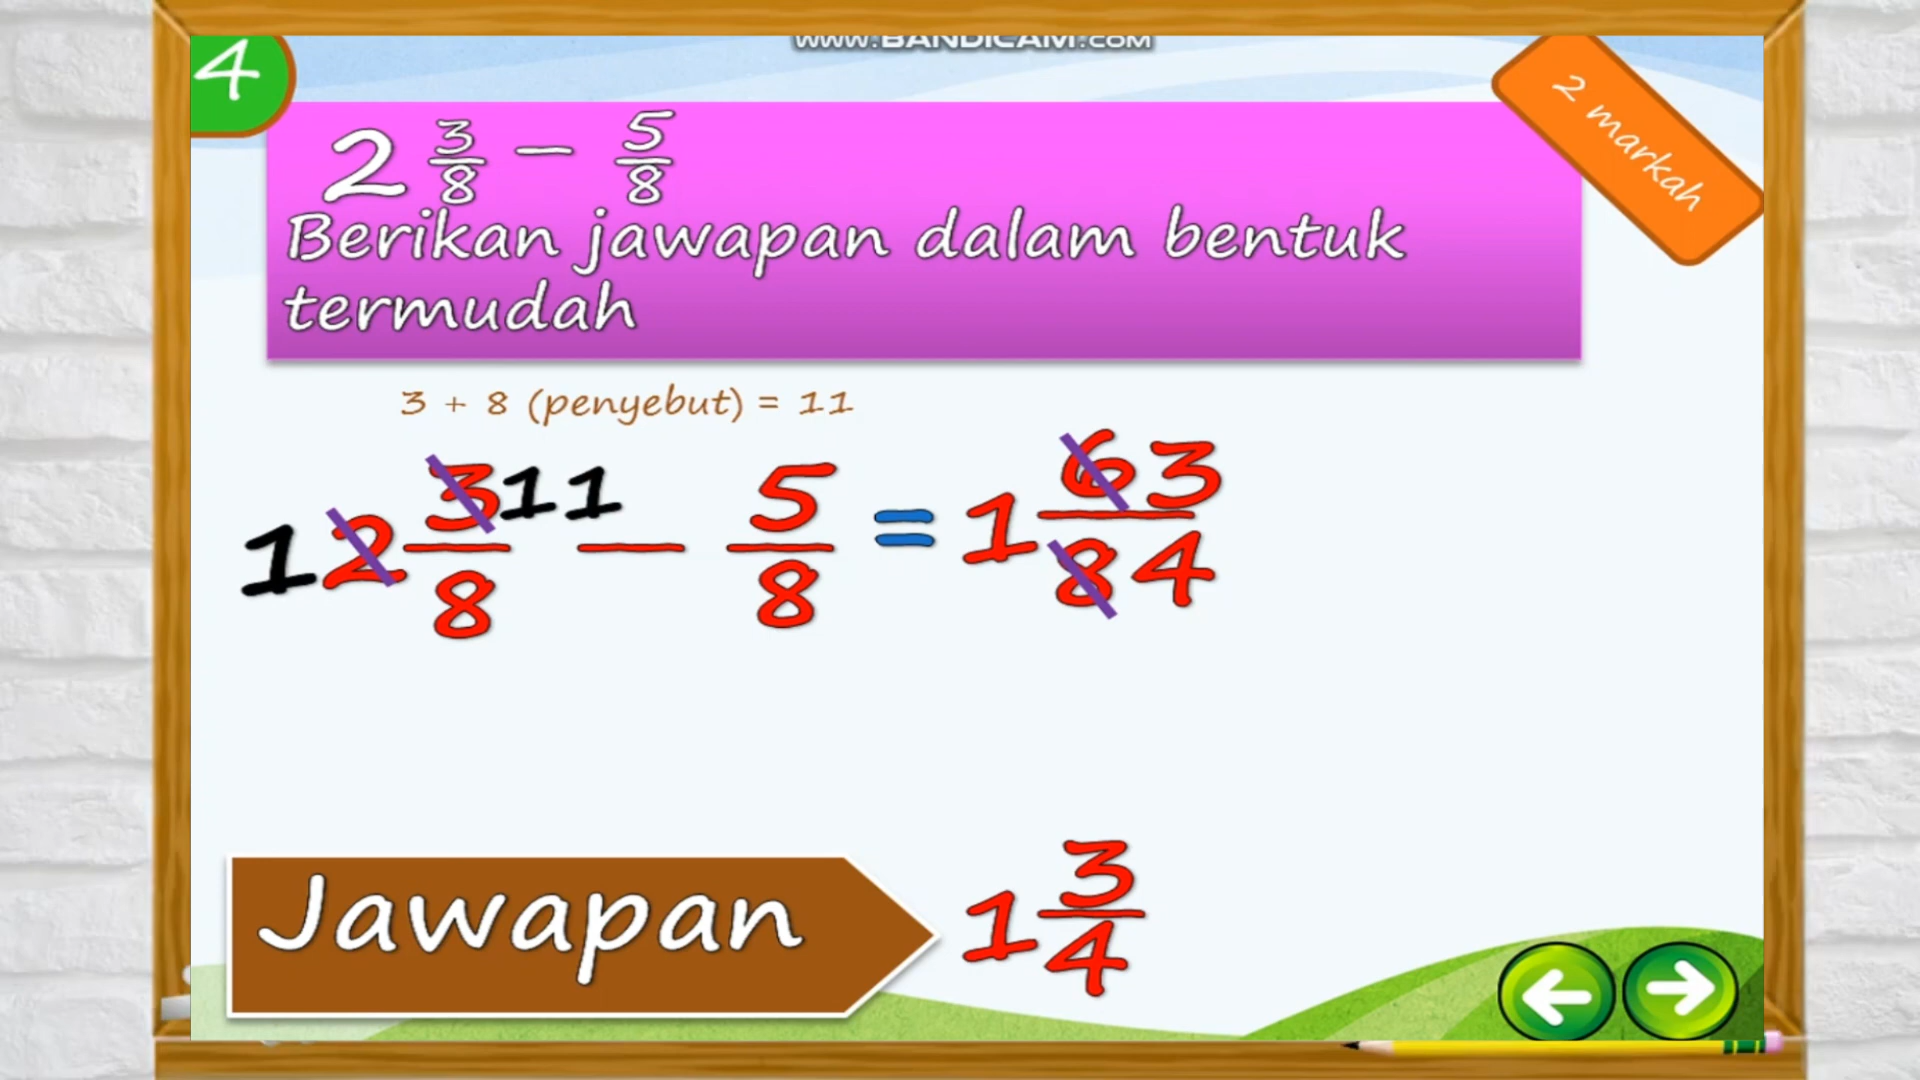 www.BANDICAM.com
4
2 markah
2 3/8 – 5/8
Berikan jawapan dalam bentuk
termudah
3 + 8 (penyebut) = 11
1 2 3/8 11 – 5/8 = 1 6/8 3/4
Jawapan
1 3/4